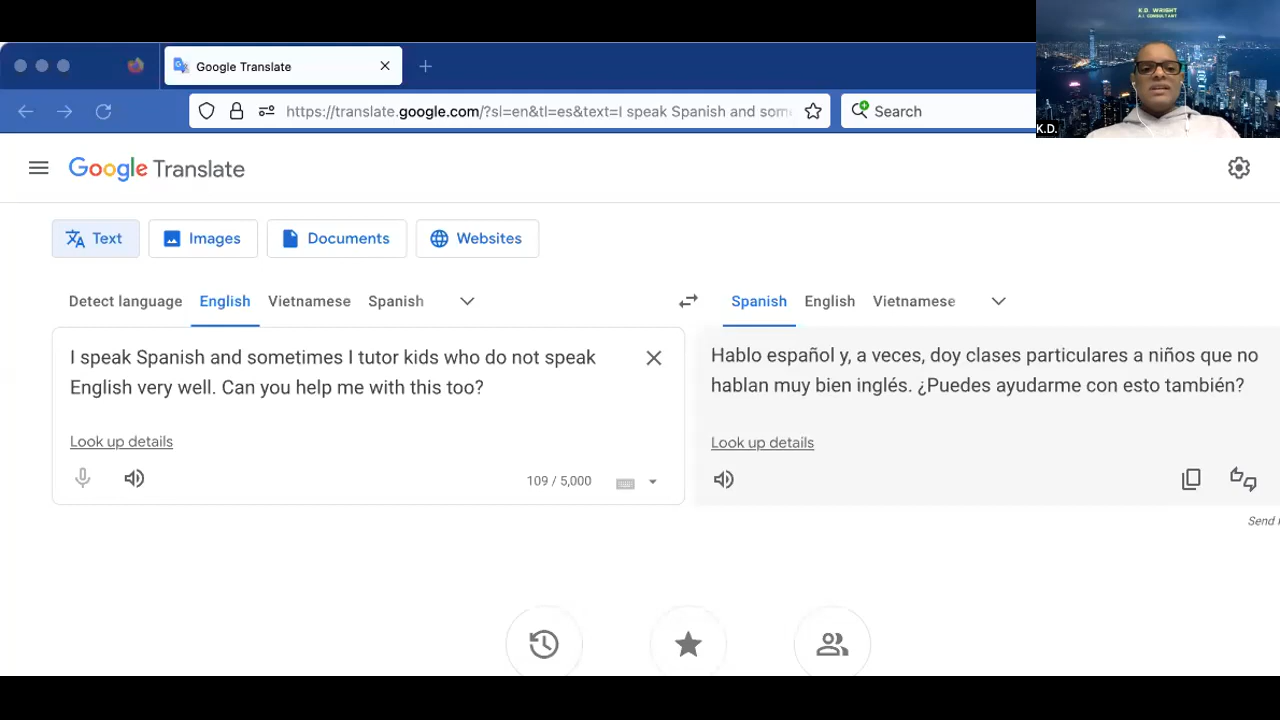 K.D. WRIGHT
A.I. CONSULTANT
K.D.
Google Translate
https://translate.google.com/?sl=en&tl=es&text=I speak Spanish and som
Search
Google Translate
Text
Images
Documents
Websites
Detect language
English
Vietnamese
Spanish
Spanish
English
Vietnamese
I speak Spanish and sometimes I tutor kids who do not speak
English very well. Can you help me with this too?
Look up details
109 / 5,000
Hablo español y, a veces, doy clases particulares a niños que no
hablan muy bien inglés. ¿Puedes ayudarme con esto también?
Look up details
Send